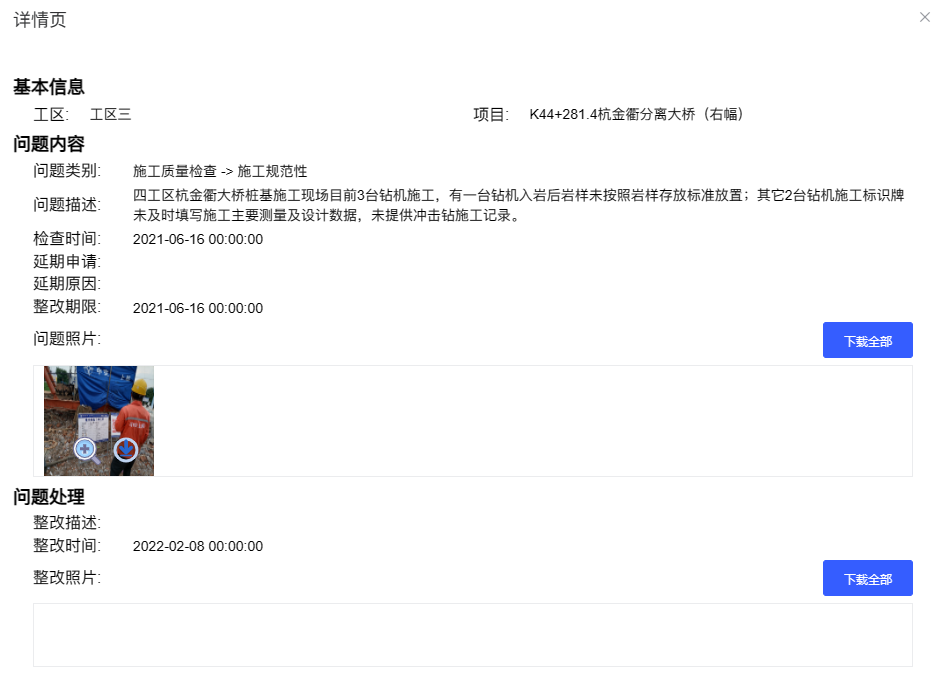 详情页
基本信息
工区: 工区三 项目: K44+281.4杭金衢分离大桥（右幅）
问题内容
问题类别: 施工质量检查 -> 施工规范性
问题描述: 四工区杭金衢大桥桩基施工现场目前3台钻机施工，有一台钻机入岩后岩样未按照岩样存放标准放置；其它2台钻机施工标识牌
未及时填写施工主要测量及设计数据，未提供冲击钻施工记录。
检查时间: 2021-06-16 00:00:00
延期申请:
延期原因:
整改期限: 2021-06-16 00:00:00
问题照片:
下载全部
问题处理
整改描述:
整改时间: 2022-02-08 00:00:00
整改照片:
下载全部